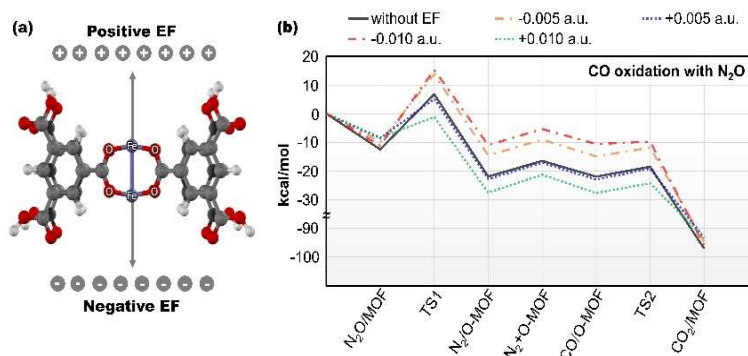 (a)
Positive EF
+ + + + + + + +
Fe
O O
O O
Fe
- - - - - - - -
Negative EF
(b)
without EF
-0.005 a.u.
+0.005 a.u.
-0.010 a.u.
+0.010 a.u.
CO oxidation with N₂O
kcal/mol
20
10
0
-10
-20
-30
-90
-100
N₂O/MOF
TS1
N₂/O-MOF
N₂+O-MOF
CO/O-MOF
TS2
CO₂/MOF